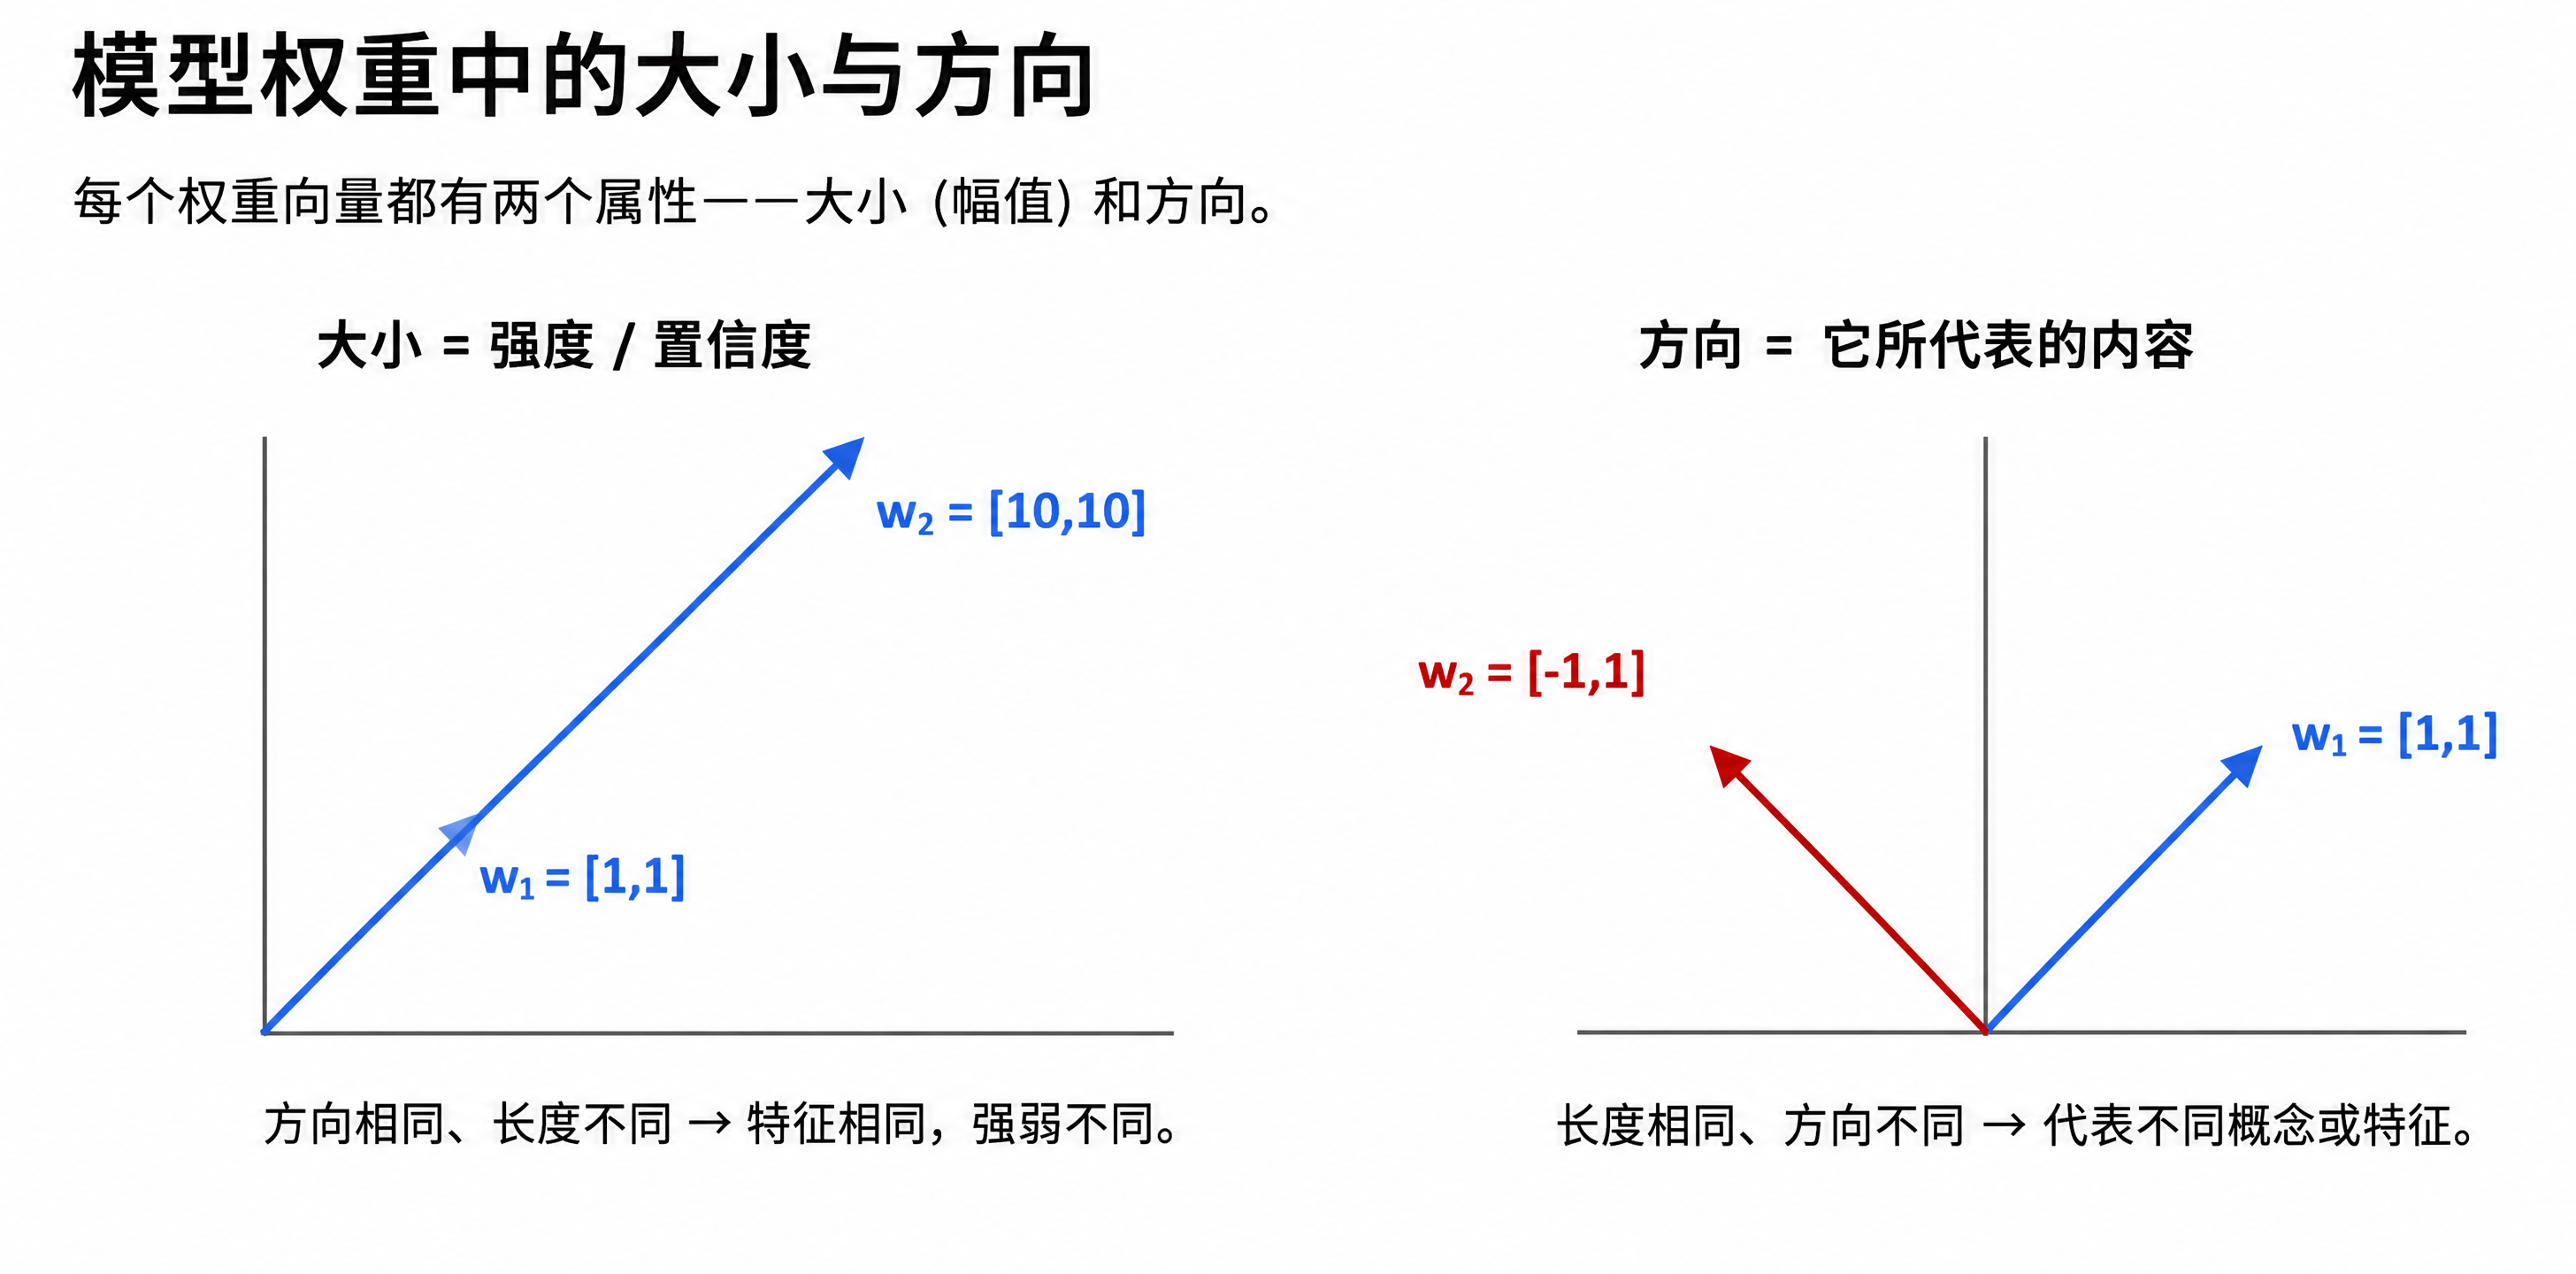 模型权重中的大小与方向
每个权重向量都有两个属性——大小 (幅值) 和方向。
大小 = 强度 / 置信度
w₂ = [10,10]
w₁ = [1,1]
方向相同、长度不同 → 特征相同，强弱不同。
方向 = 它所代表的内容
w₂ = [-1,1]
w₁ = [1,1]
长度相同、方向不同 → 代表不同概念或特征。